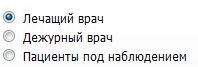 Лечащий врач
Дежурный врач
Пациенты под наблюдением